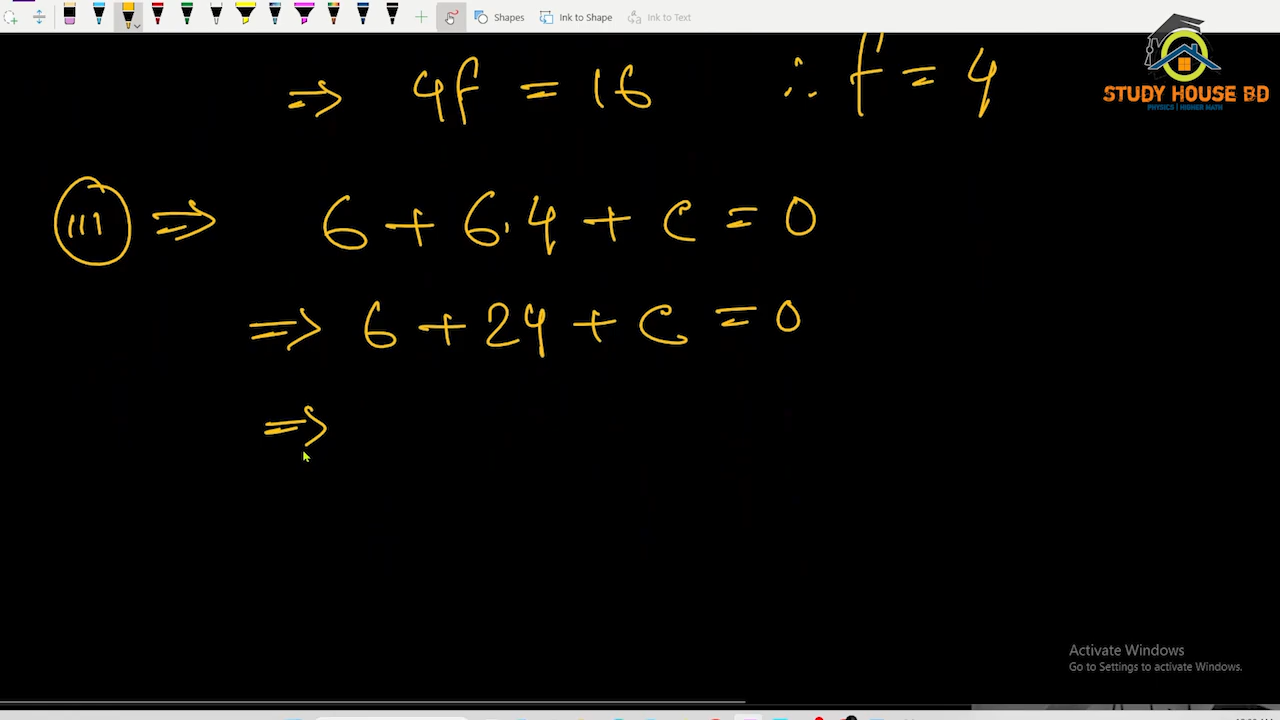 Shapes Ink to Shape Ink to Text
⇒ 4f = 16 ∴ f = 4
STUDY HOUSE BD
PHYSICS | HIGHER MATH
(iii) ⇒ 6 + 6.4 + c = 0
⇒ 6 + 24 + c = 0
⇒
Activate Windows
Go to Settings to activate Windows.